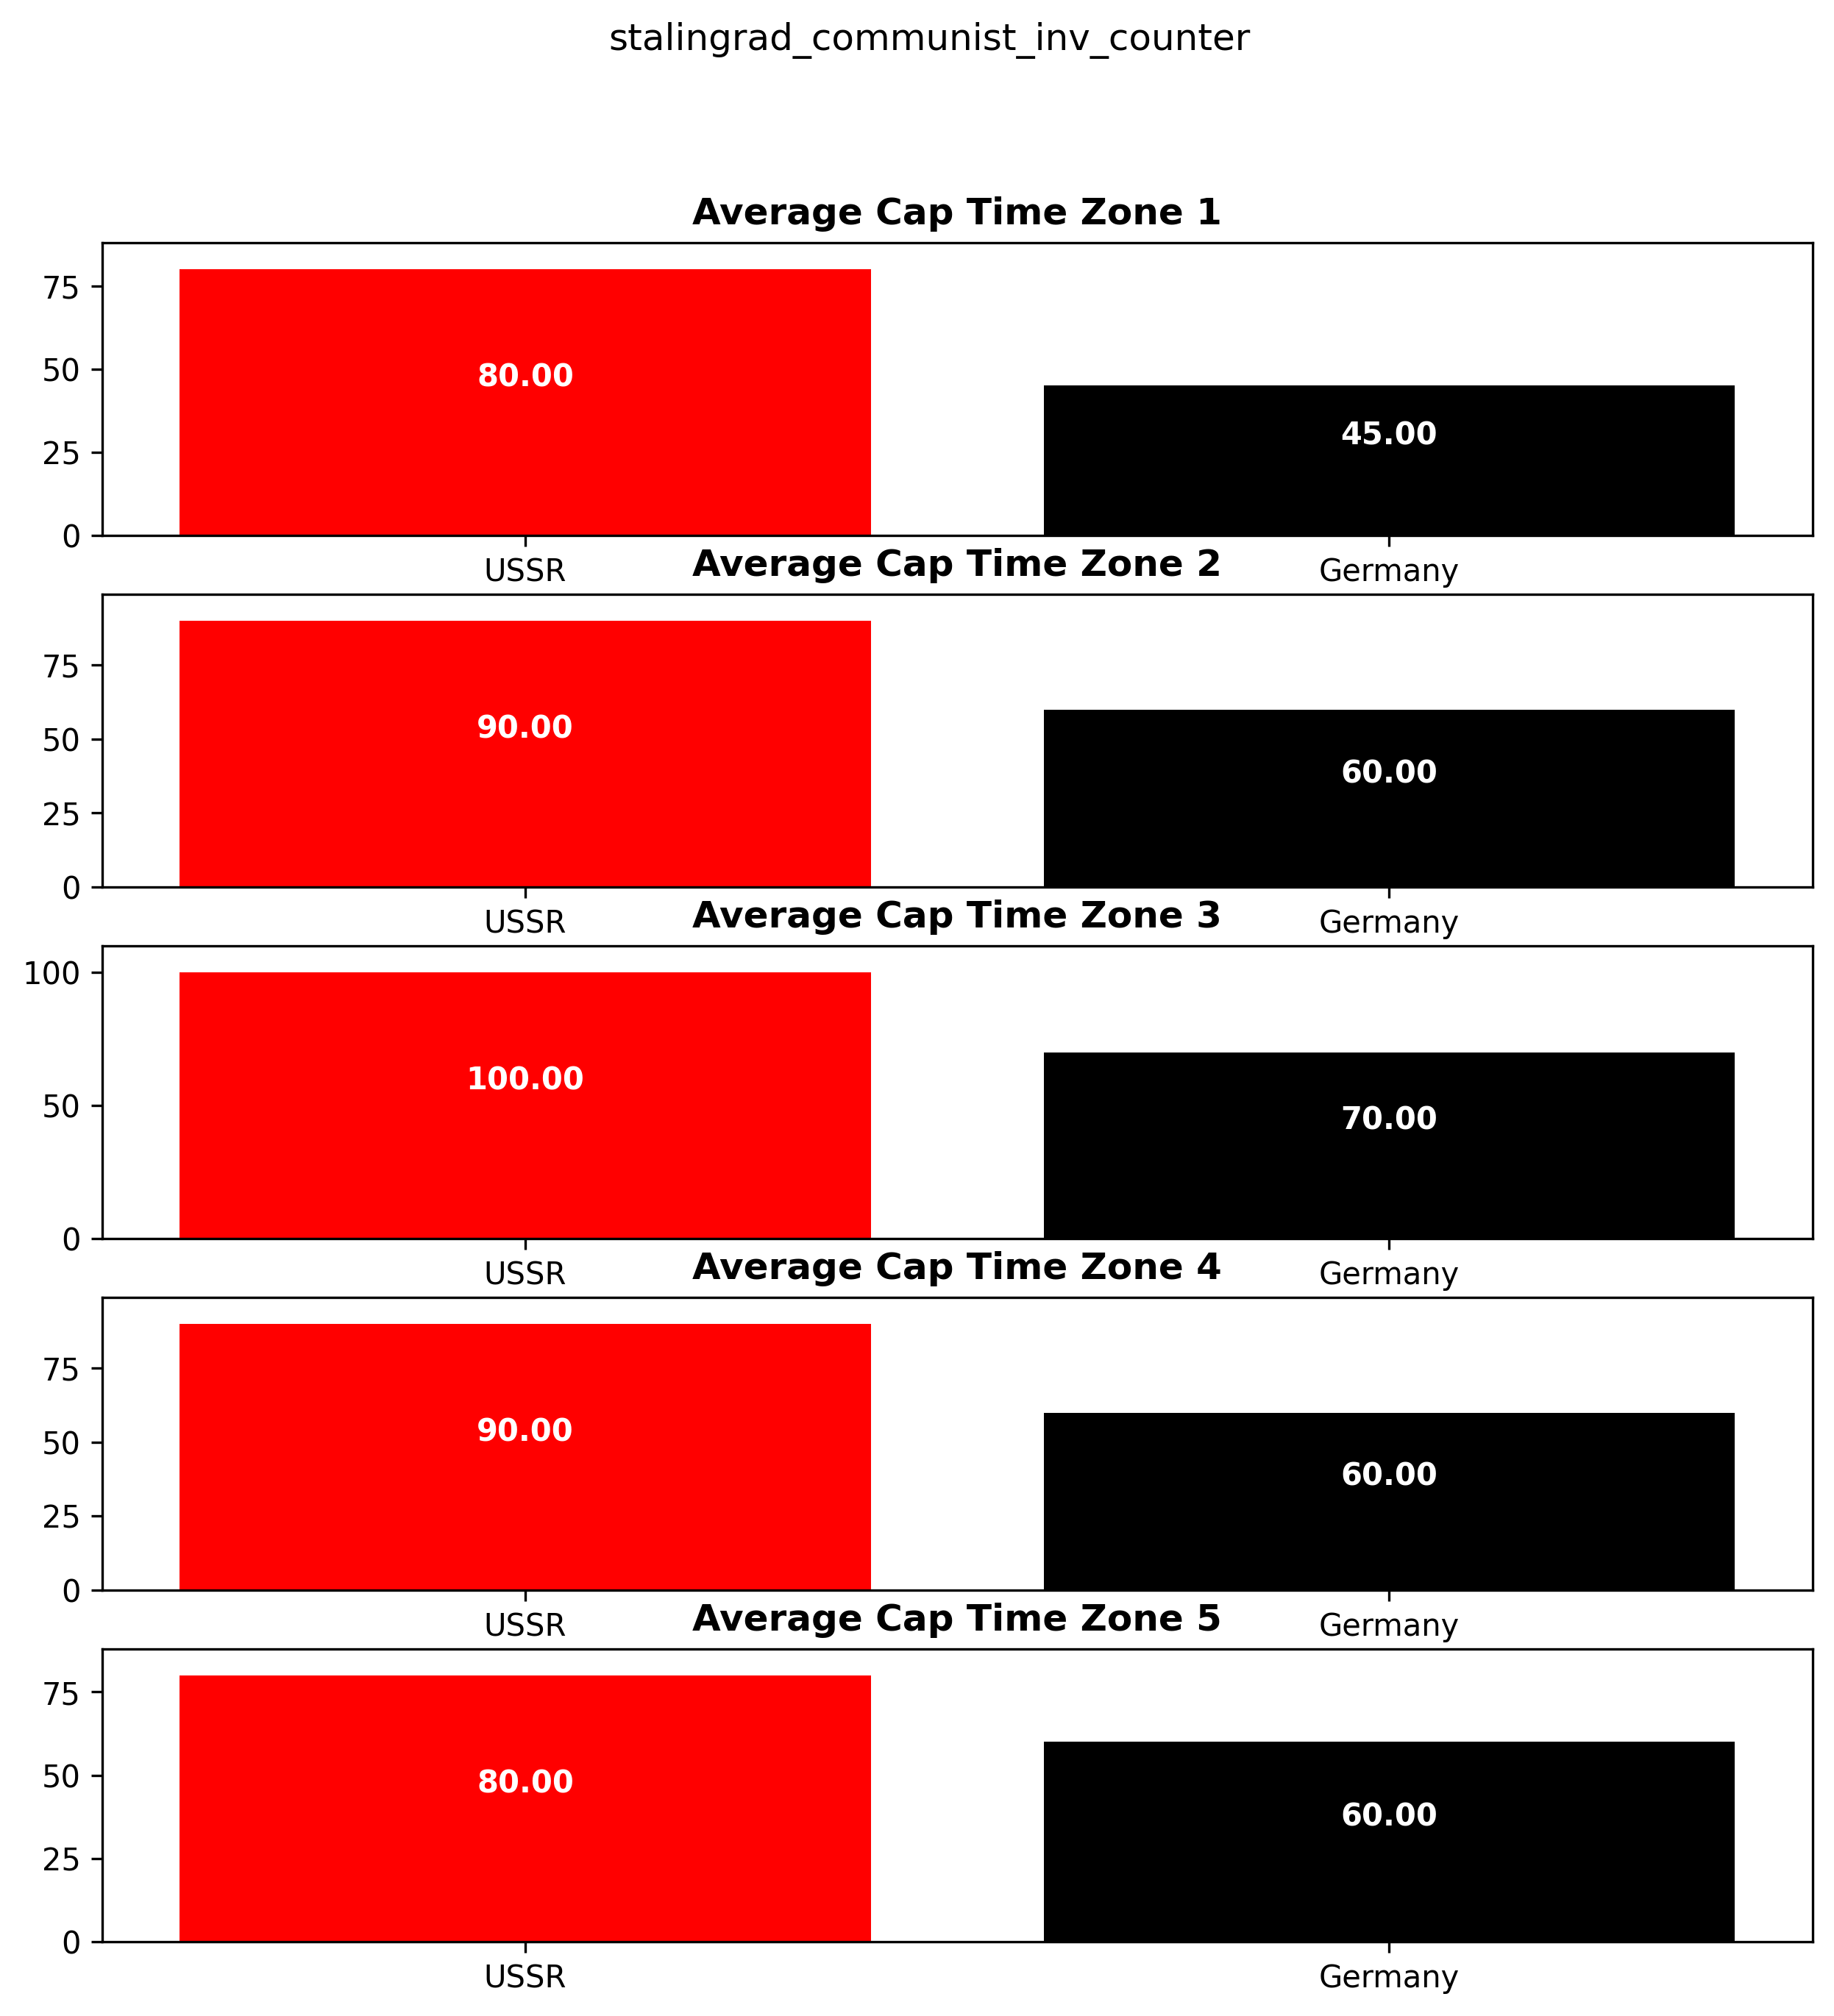 stalingrad_communist_inv_counter
Average Cap Time Zone 1
75
50
25
0
80.00
45.00
USSR Germany
Average Cap Time Zone 2
75
50
25
0
90.00
60.00
USSR Germany
Average Cap Time Zone 3
100
50
0
100.00
70.00
USSR Germany
Average Cap Time Zone 4
75
50
25
0
90.00
60.00
USSR Germany
Average Cap Time Zone 5
75
50
25
0
80.00
60.00
USSR Germany